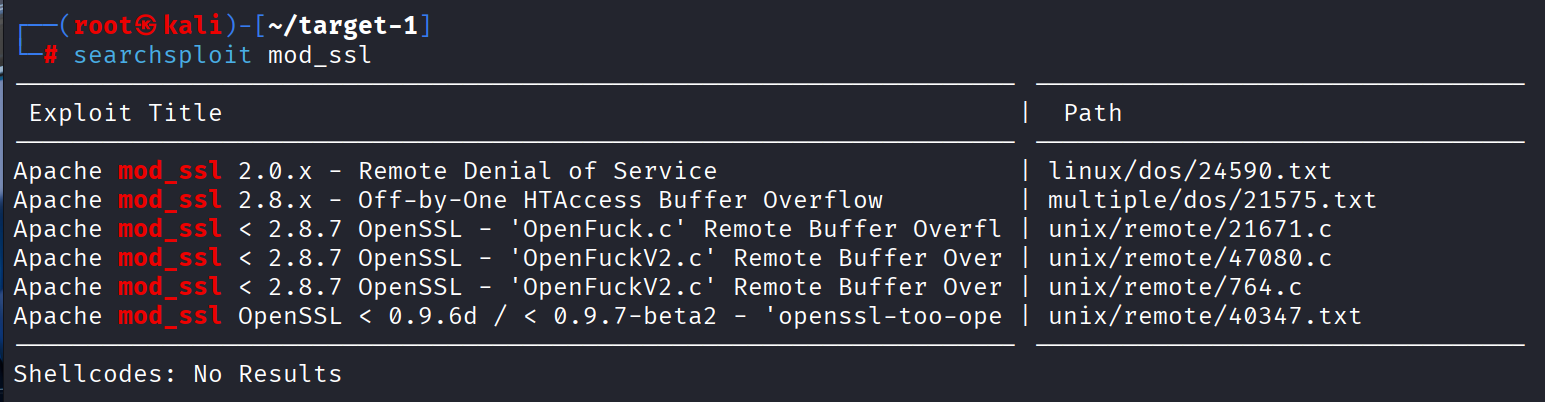 ┌──(root㉿kali)-[~/target-1]
└─# searchsploit mod_ssl
Exploit Title | Path
Apache mod_ssl 2.0.x - Remote Denial of Service | linux/dos/24590.txt
Apache mod_ssl 2.8.x - Off-by-One HTAccess Buffer Overflow | multiple/dos/21575.txt
Apache mod_ssl < 2.8.7 OpenSSL - 'OpenFuck.c' Remote Buffer Overfl | unix/remote/21671.c
Apache mod_ssl < 2.8.7 OpenSSL - 'OpenFuckV2.c' Remote Buffer Over | unix/remote/47080.c
Apache mod_ssl < 2.8.7 OpenSSL - 'OpenFuckV2.c' Remote Buffer Over | unix/remote/764.c
Apache mod_ssl OpenSSL < 0.9.6d / < 0.9.7-beta2 - 'openssl-too-ope | unix/remote/40347.txt
Shellcodes: No Results